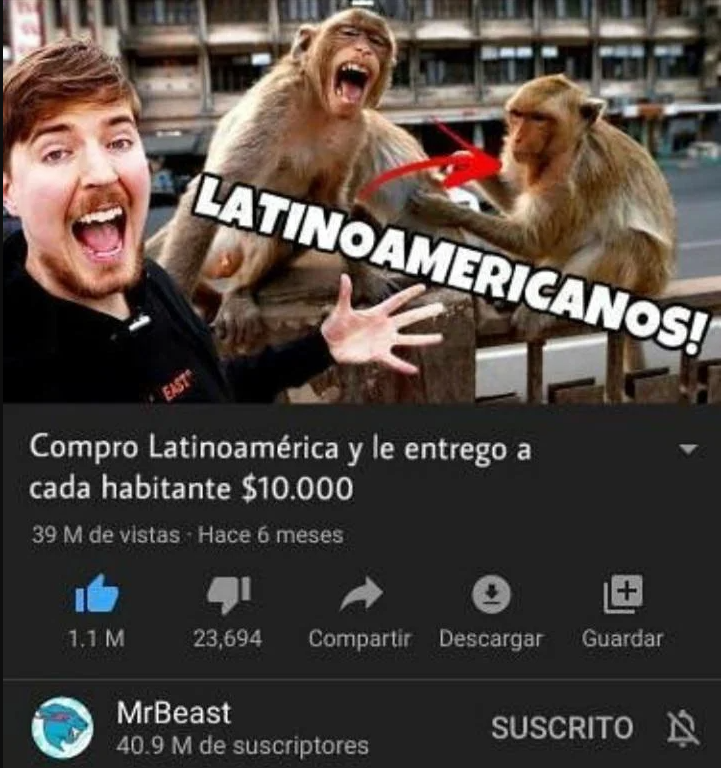 LATINOAMERICANOS!
EAST"
Compro Latinoamérica y le entrego a
cada habitante $10.000
39 M de vistas · Hace 6 meses
1.1 M
23,694
Compartir
Descargar
Guardar
MrBeast
40.9 M de suscriptores
SUSCRITO